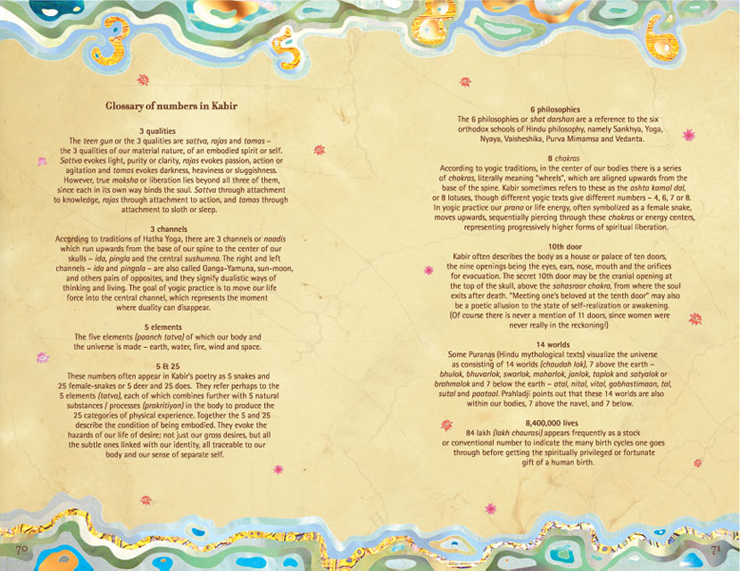 3
5
8
6
Glossary of numbers in Kabir
3 qualities
The teen gun or the 3 qualities are sattva, rajas and tamas –
the 3 qualities of our material nature, of an embodied spirit or self.
Sattva evokes light, purity or clarity, rajas evokes passion, action or
agitation and tamas evokes darkness, heaviness or sluggishness.
However, true moksha or liberation lies beyond all three of them,
since each in its own way binds the soul. Sattva through attachment
to knowledge, rajas through attachment to action, and tamas through
attachment to sloth or sleep.
3 channels
According to traditions of Hatha Yoga, there are 3 channels or naadis
which run upwards from the base of our spine to the center of our
skulls – ida, pingla and the central sushumna. The right and left
channels – ida and pingala – are also called Ganga-Yamuna, sun-moon,
and others pairs of opposites, and they signify dualistic ways of
thinking and living. The goal of yogic practice is to move our life
force into the central channel, which represents the moment
where duality can disappear.
5 elements
The five elements (paanch tatva) of which our body and
the universe is made – earth, water, fire, wind and space.
5 & 25
These numbers often appear in Kabir's poetry as 5 snakes and
25 female-snakes or 5 deer and 25 does. They refer perhaps to the
5 elements (tatva), each of which combines further with 5 natural
substances / processes (prakritiyan) in the body to produce the
25 categories of physical experience. Together the 5 and 25
describe the condition of being embodied. They evoke the
hazards of our life of desire; not just our gross desires, but all
the subtle ones linked with our identity, all traceable to our
body and our sense of separate self.
70
6 philosophies
The 6 philosophies or shat darshan are a reference to the six
orthodox schools of Hindu philosophy, namely Sankhya, Yoga,
Nyaya, Vaisheshika, Purva Mimamsa and Vedanta.
8 chakras
According to yogic traditions, in the center of our bodies there is a series
of chakras, literally meaning "wheels", which are aligned upwards from the
base of the spine. Kabir sometimes refers to these as the ashta kamal dal,
or 8 lotuses, though different yogic texts give different numbers – 4, 6, 7 or 8.
In yogic practice our prana or life energy, often symbolized as a female snake,
moves upwards, sequentially piercing through these chakras or energy centers,
representing progressively higher forms of spiritual liberation.
10th door
Kabir often describes the body as a house or palace of ten doors,
the nine openings being the eyes, ears, nose, mouth and the orifices
for evacuation. The secret 10th door may be the cranial opening at
the top of the skull, above the sahasraar chakra, from where the soul
exits after death. "Meeting one's beloved at the tenth door" may also
be a poetic allusion to the state of self-realization or awakening.
(Of course there is never a mention of 11 doors, since women were
never really in the reckoning!)
14 worlds
Some Puranas (Hindu mythological texts) visualize the universe
as consisting of 14 worlds (chaudah lok), 7 above the earth –
bhulok, bhuvarlok, swarlok, maharlok, janlok, taplok and satyalok or
brahmalok and 7 below the earth – atal, nital, vital, gabhastimaan, tal,
sutal and paataal. Prahladji points out that these 14 worlds are also
within our bodies, 7 above the navel, and 7 below.
8,400,000 lives
84 lakh (lakh chaurasi) appears frequently as a stock
or conventional number to indicate the many birth cycles one goes
through before getting the spiritually privileged or fortunate
gift of a human birth.
71